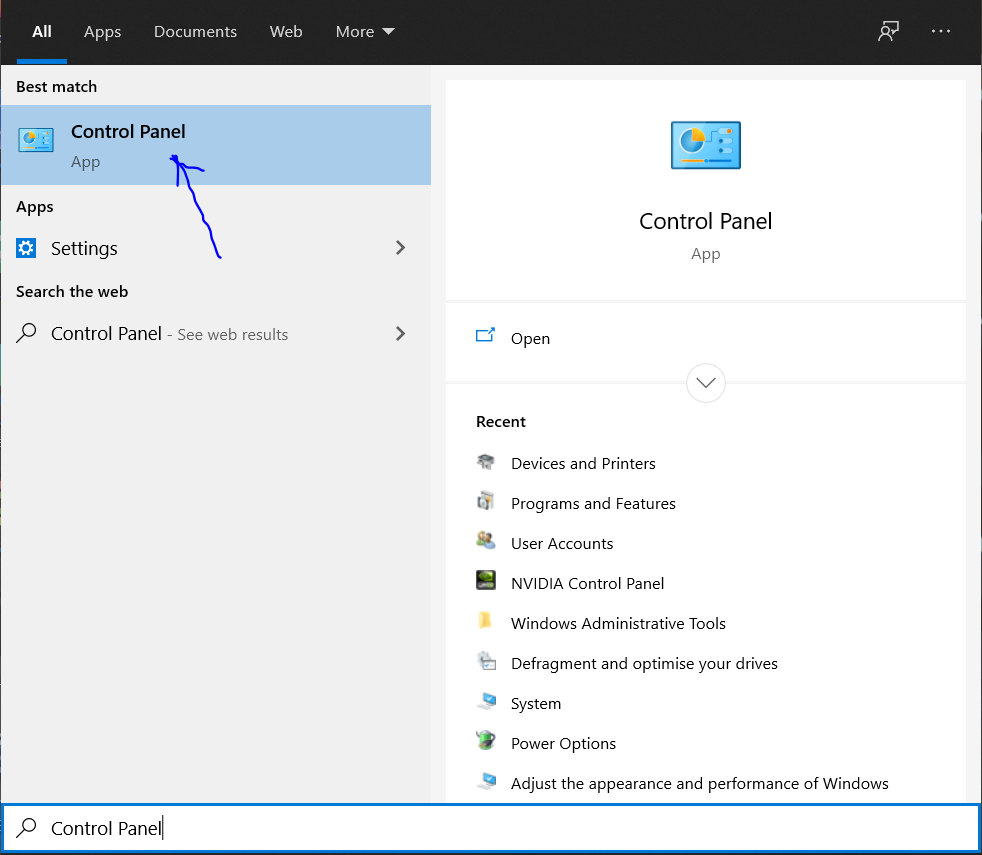 All Apps Documents Web More
Best match
Control Panel
App
Apps
Settings
Search the web
Control Panel - See web results
Control Panel
App
Open
Recent
Devices and Printers
Programs and Features
User Accounts
NVIDIA Control Panel
Windows Administrative Tools
Defragment and optimise your drives
System
Power Options
Adjust the appearance and performance of Windows
Control Panel